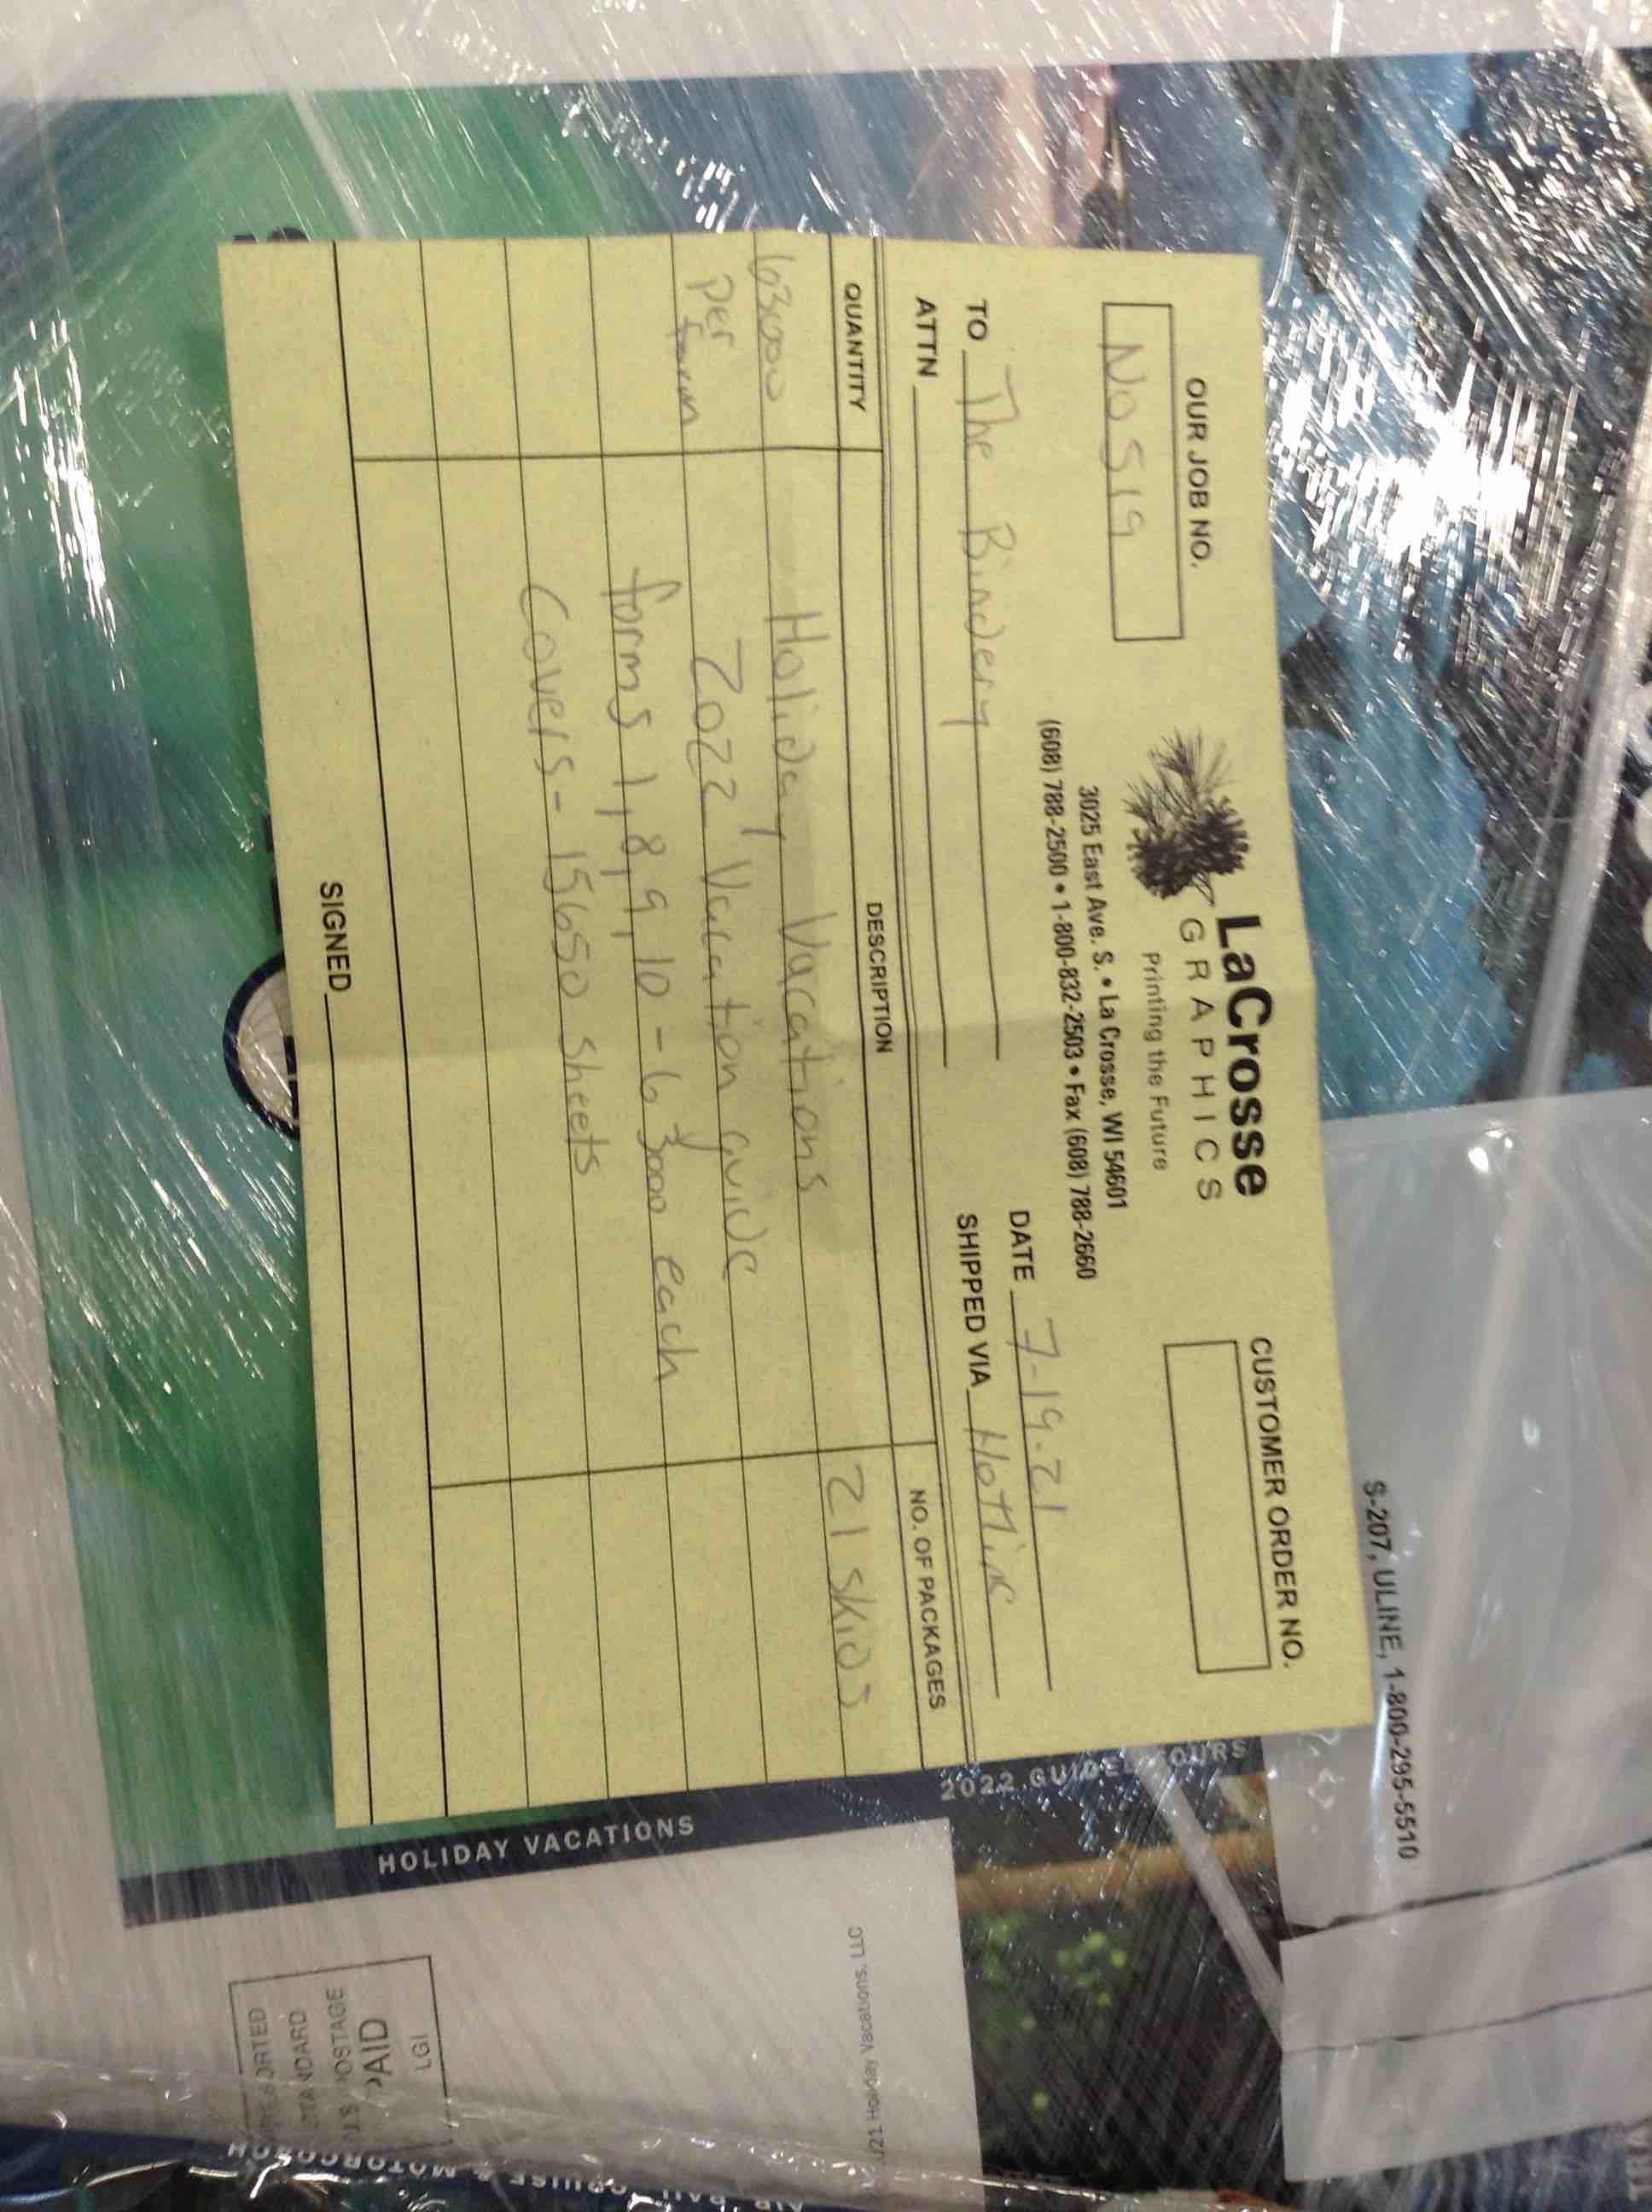 OUR JOB NO.
No519
LaCrosse
GRAPHICS
Printing the Future
3025 East Ave. S. • La Crosse, WI 54601
(608) 788-2500 • 1-800-832-2503 • Fax (608) 788-2660
CUSTOMER ORDER NO.
TO The Bindery
DATE 7-19-21
ATTN
SHIPPED VIA Hotline
QUANTITY DESCRIPTION NO. OF PACKAGES
63000 Holiday Vacations 21 skids
per 2022 Vacation guide
form
forms 1,8,9,10 - 63000 each
Covers - 15650 sheets
SIGNED
S-207, ULINE, 1-800-295-5510
2022 GUIDED TOURS
HOLIDAY VACATIONS
Holiday Vacations, LLC
STANDARD
POSTAGE
PAID
LGI
CRUISE & MOTORCOACH